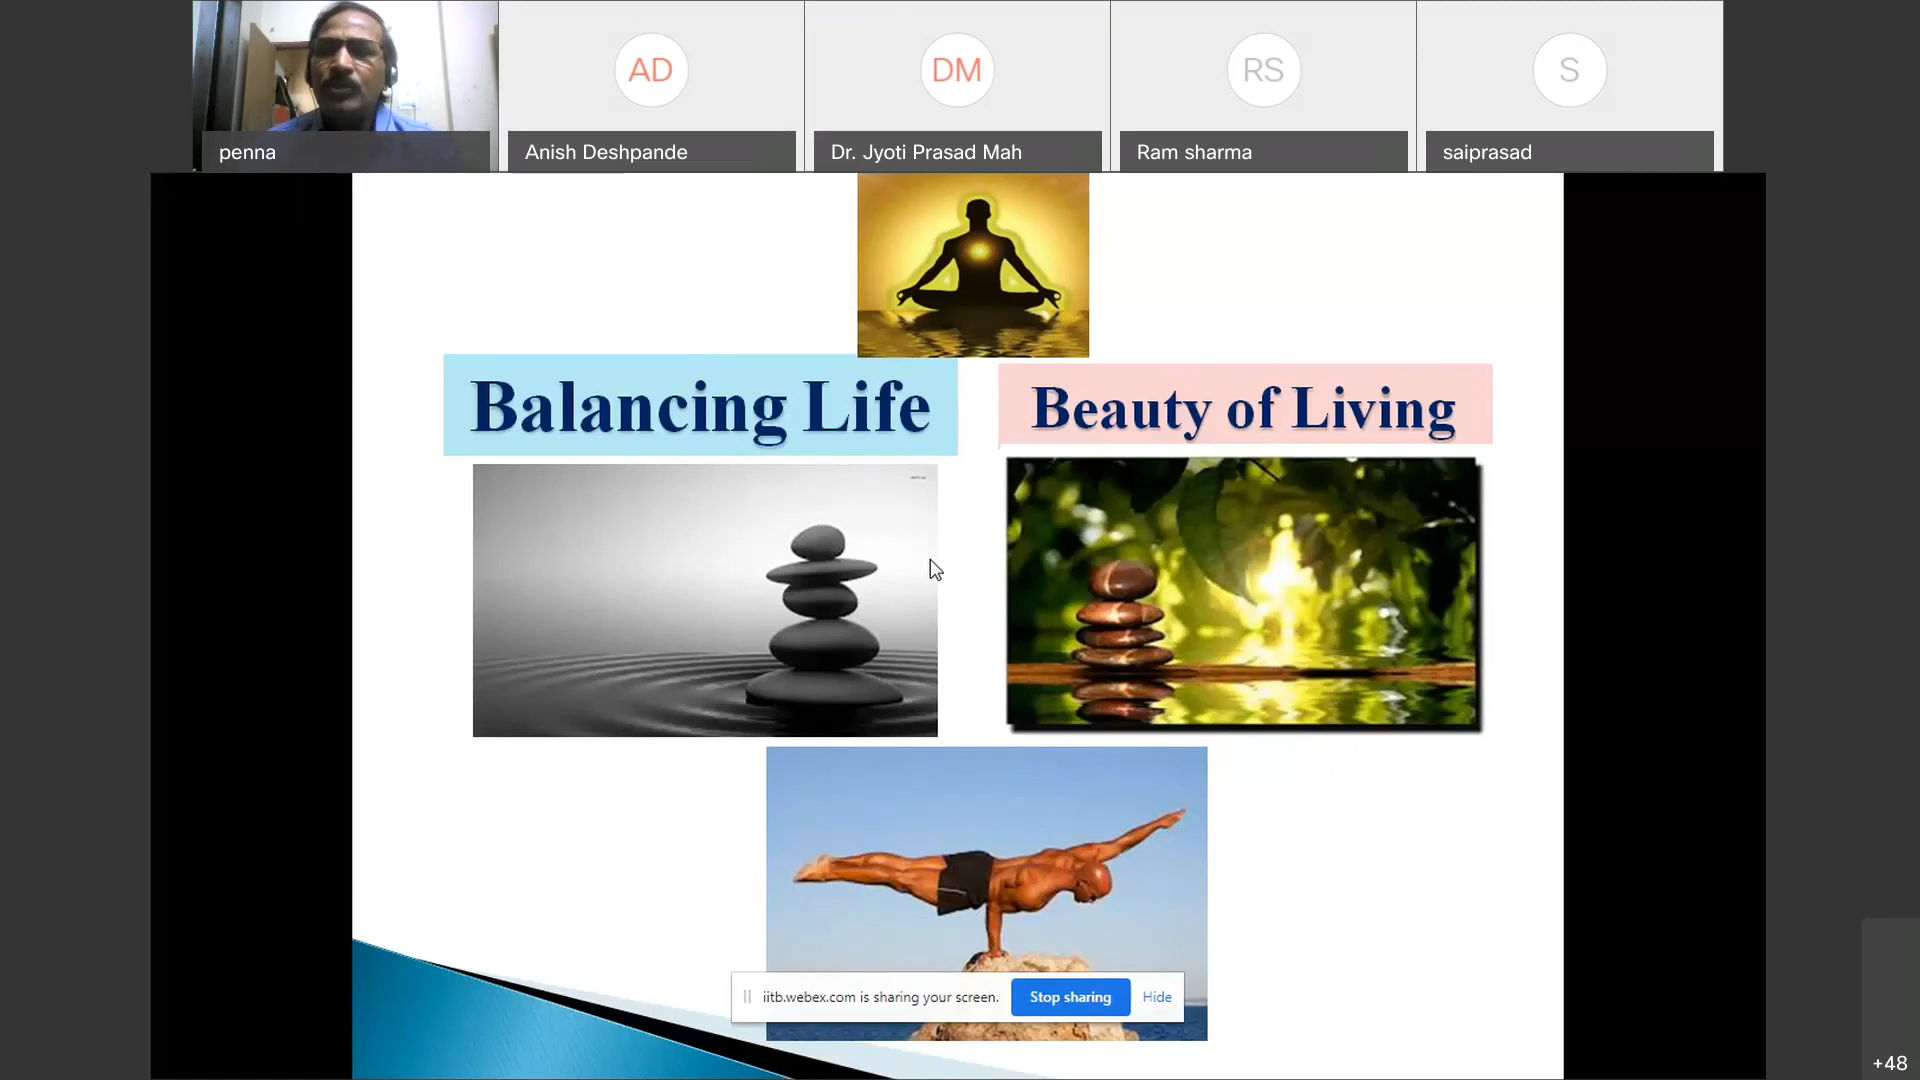 AD
DM
RS
S
penna
Anish Deshpande
Dr. Jyoti Prasad Mah
Ram sharma
saiprasad
Balancing Life
Beauty of Living
iitb.webex.com is sharing your screen.
Stop sharing
Hide
+48